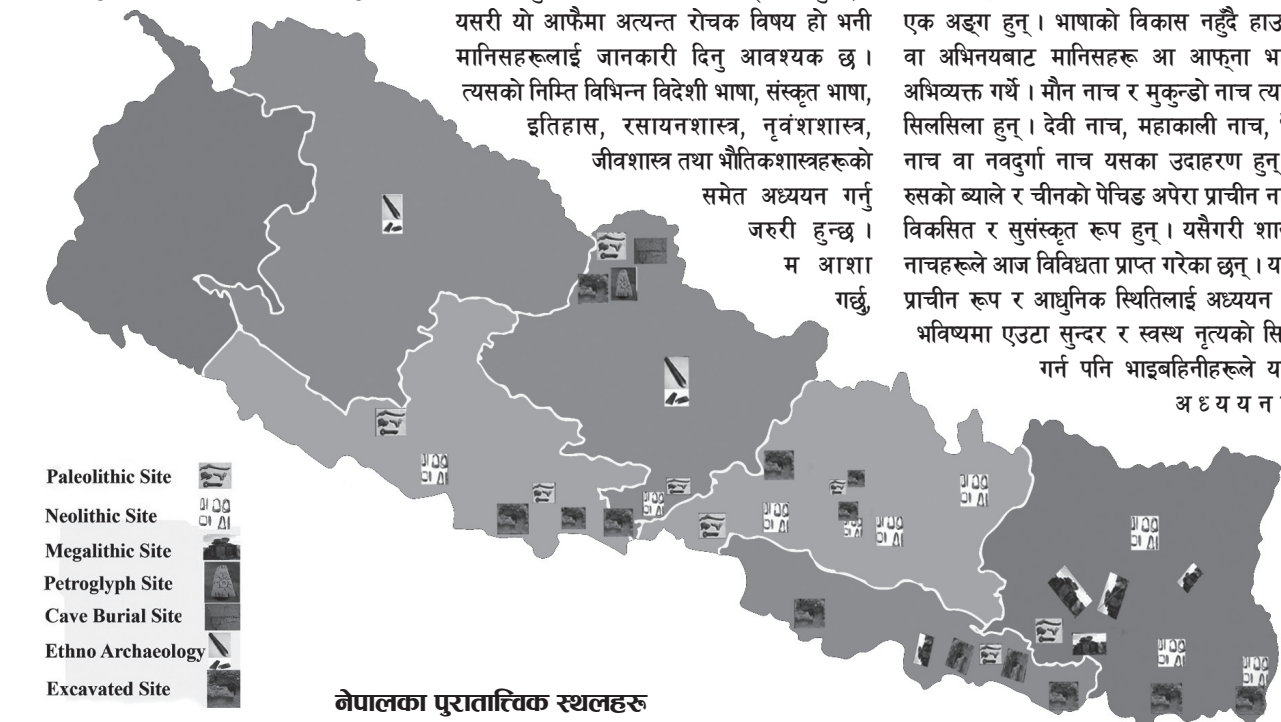 यसरी यो आफैमा अत्यन्त रोचक विषय हो भनी
मानिसहरूलाई जानकारी दिनु आवश्यक छ ।
त्यसको निम्ति विभिन्न विदेशी भाषा, संस्कृत भाषा,
इतिहास, रसायनशास्त्र, नृवंशशास्त्र,
जीवशास्त्र तथा भौतिकशास्त्रहरूको
समेत अध्ययन गर्नु
जरुरी हुन्छ ।
म आशा
गर्छु,
एक अङ्ग हुन् । भाषाको विकास नहुँदै
वा अभिनयबाट मानिसहरू आ आफ्ना
अभिव्यक्त गर्थे । मौन नाच र मुकुन्डो नाच
सिलसिला हुन् । देवी नाच, महाकाली नाच,
नाच वा नवदुर्गा नाच यसका उदाहरण हुन्
रुसको ब्याले र चीनको पेचिङ अपेरा प्राचीन
विकसित र सुसंस्कृत रूप हुन् । यसैगरी
नाचहरूले आज विविधता प्राप्त गरेका छन् ।
प्राचीन रूप र आधुनिक स्थितिलाई अध्ययन
भविष्यमा एउटा सुन्दर र स्वस्थ नृत्यको
गर्न पनि भाइबहिनीहरूले
अ ध्य य न
Paleolithic Site
Neolithic Site
Megalithic Site
Petroglyph Site
Cave Burial Site
Ethno Archaeology
Excavated Site
नेपालका पुरातात्त्विक स्थलहरू